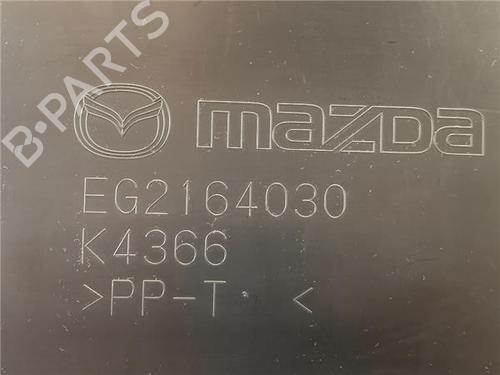 B·PARTS
mazda
EG2164030
K4366
>PP-T <